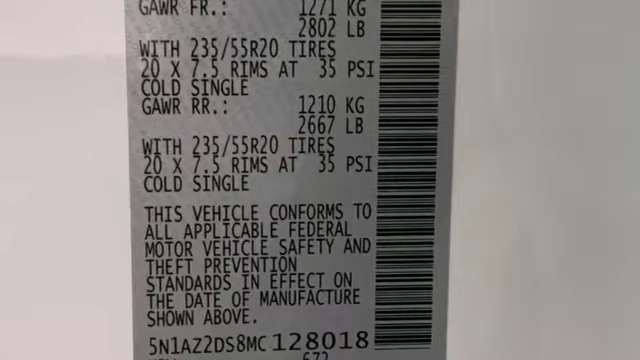 GAWR FR.: 1271 KG
2802 LB
WITH 235/55R20 TIRES
20 X 7.5 RIMS AT 35 PSI
COLD SINGLE
GAWR RR.: 1210 KG
2667 LB
WITH 235/55R20 TIRES
20 X 7.5 RIMS AT 35 PSI
COLD SINGLE
THIS VEHICLE CONFORMS TO
ALL APPLICABLE FEDERAL
MOTOR VEHICLE SAFETY AND
THEFT PREVENTION
STANDARDS IN EFFECT ON
THE DATE OF MANUFACTURE
SHOWN ABOVE.
5N1AZ2DS8MC128018